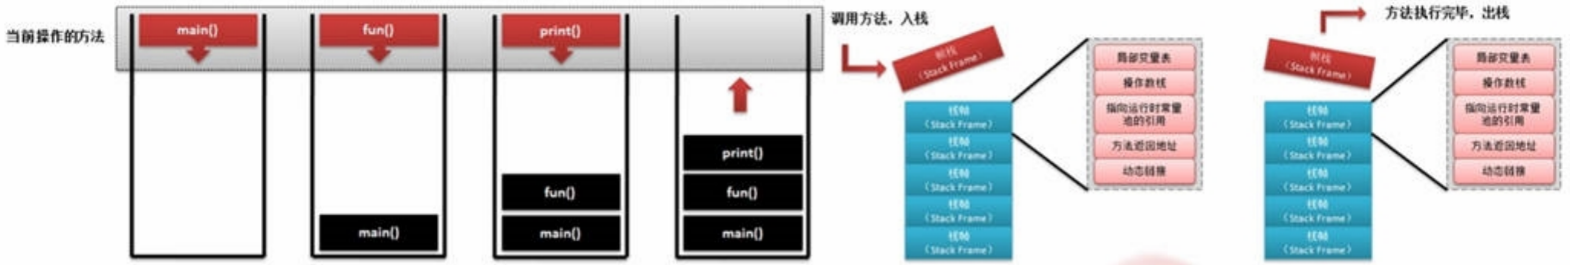 当前操作的方法
main()
fun()
print()
main()
fun()
main()
print()
fun()
main()
调用方法，入栈
帧栈
（Stack Frame）
栈帧
（Stack Frame）
栈帧
（Stack Frame）
栈帧
（Stack Frame）
栈帧
（Stack Frame）
栈帧
（Stack Frame）
局部变量表
操作数栈
指向运行时常量
池的引用
方法返回地址
动态链接
方法执行完毕，出栈
帧栈
（Stack Frame）
栈帧
（Stack Frame）
栈帧
（Stack Frame）
栈帧
（Stack Frame）
栈帧
（Stack Frame）
栈帧
（Stack Frame）
局部变量表
操作数栈
指向运行时常量
池的引用
方法返回地址
动态链接